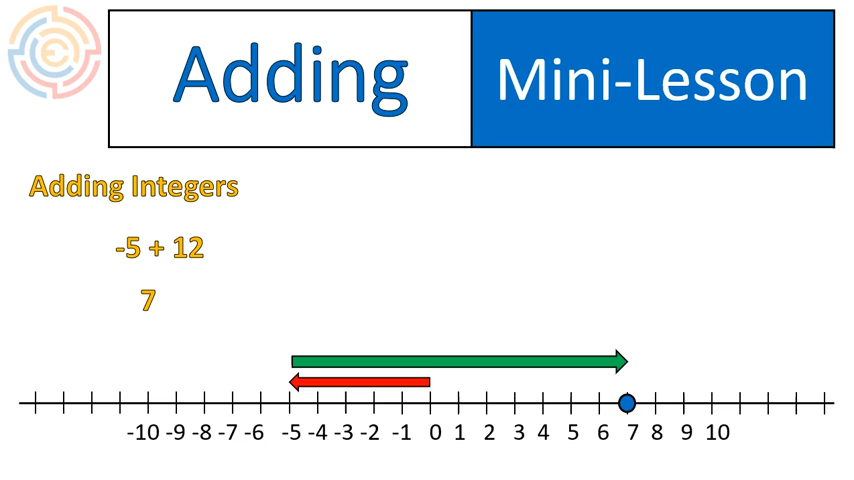 Adding Mini-Lesson
Adding Integers
-5 + 12
7
-10 -9 -8 -7 -6 -5 -4 -3 -2 -1 0 1 2 3 4 5 6 7 8 9 10